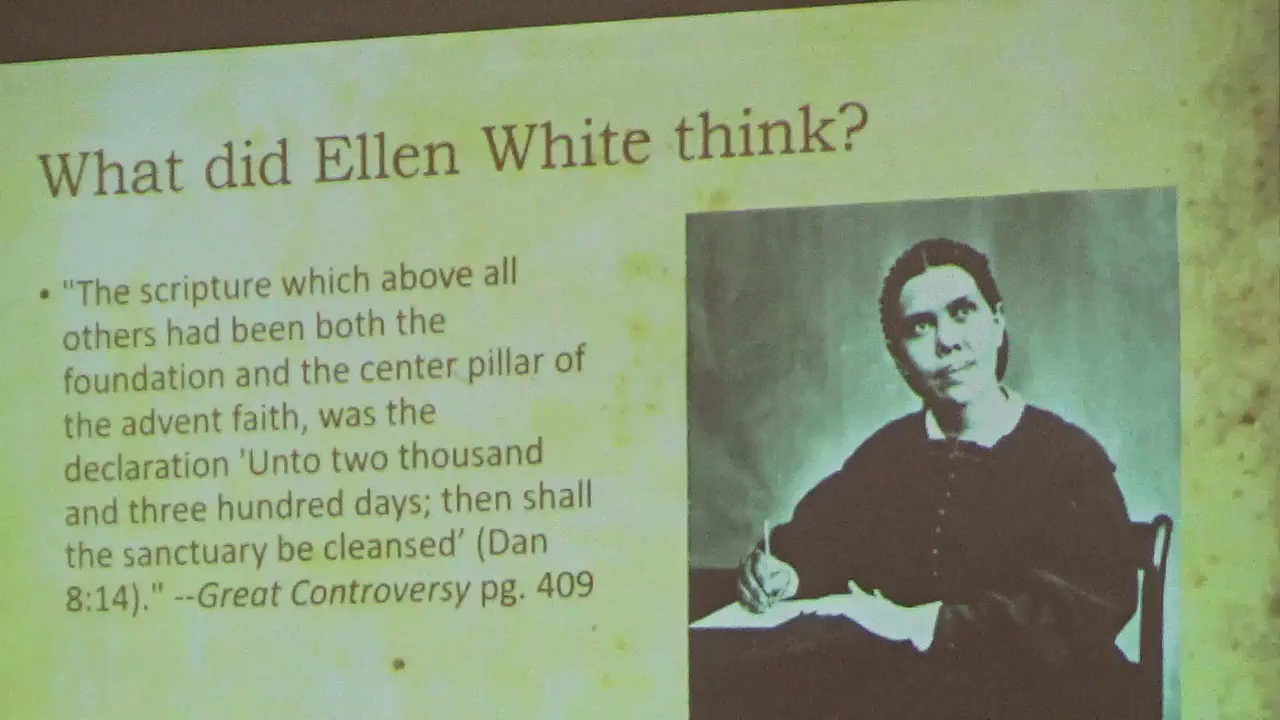 What did Ellen White think?
• "The scripture which above all
others had been both the
foundation and the center pillar of
the advent faith, was the
declaration 'Unto two thousand
and three hundred days; then shall
the sanctuary be cleansed’ (Dan
8:14)." --Great Controversy pg. 409